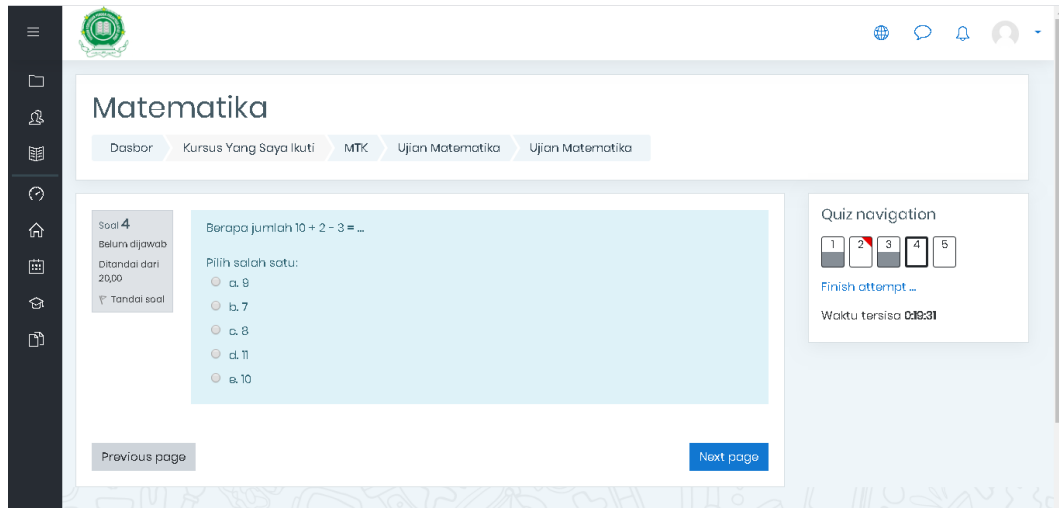 Matematika
Dasbor Kursus Yang Saya Ikuti MTK Ujian Matematika Ujian Matematika
Soal 4
Belum dijawab
Ditandai dari
20,00
Tandai soal
Berapa jumlah 10 + 2 - 3 = ...
Pilih salah satu:
a. 9
b. 7
c. 8
d. 11
e. 10
Previous page
Next page
Quiz navigation
1 2 3 4 5
Finish attempt ...
Waktu tersisa 0:19:31